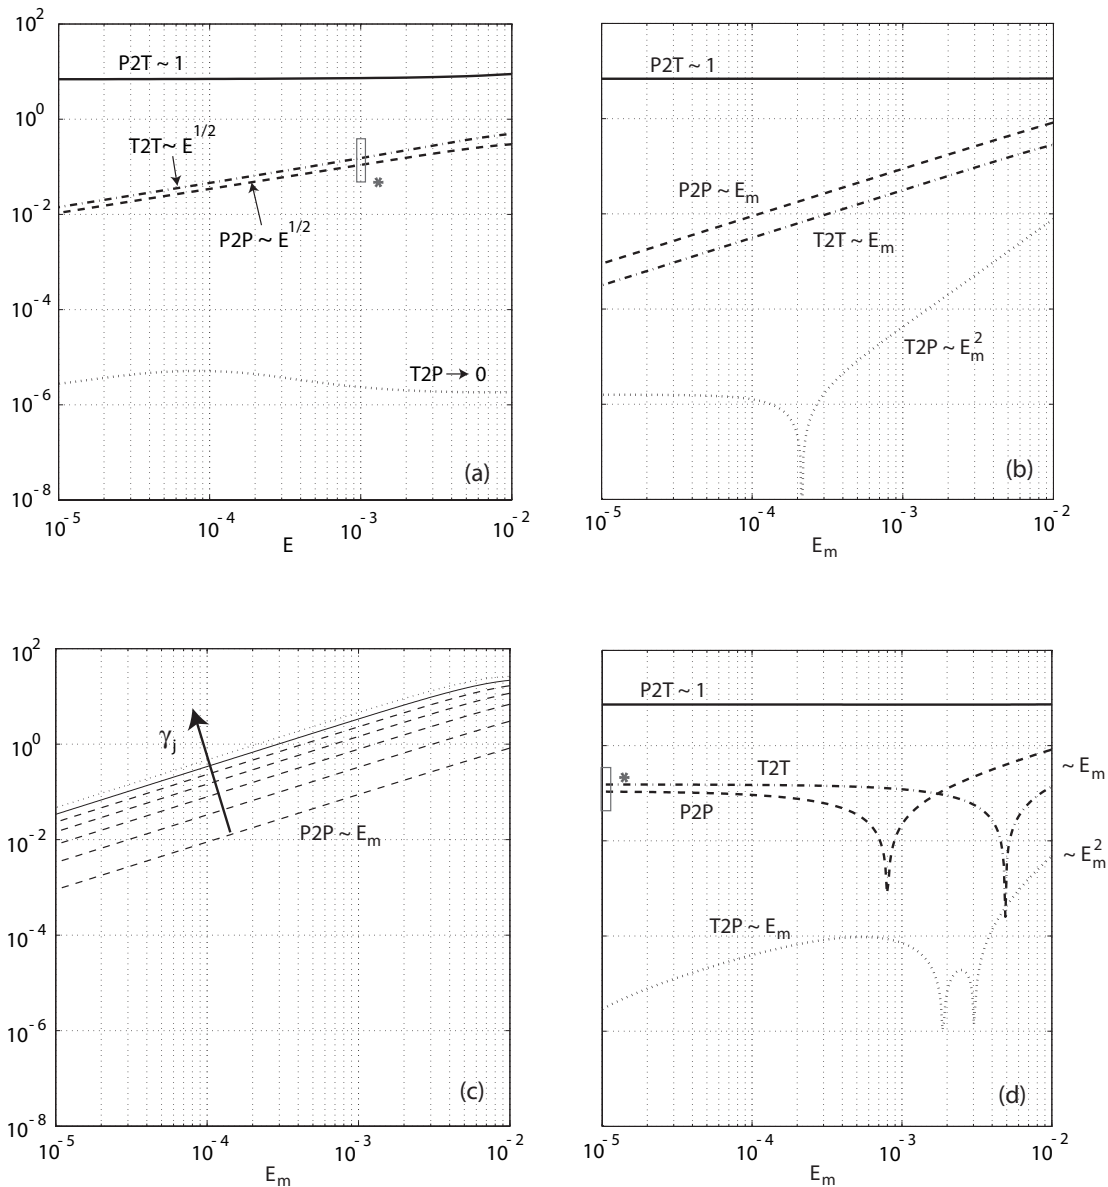 10^2
10^0
10^-2
10^-4
10^-6
10^-8
P2T ~ 1
T2T ~ E^1/2
*
P2P ~ E^1/2
T2P → 0
(a)
10^-5 10^-4 10^-3 10^-2
E
P2T ~ 1
P2P ~ E_m
T2T ~ E_m
T2P ~ E_m^2
(b)
10^-5 10^-4 10^-3 10^-2
E_m
10^2
10^0
10^-2
10^-4
10^-6
10^-8
γ_j
P2P ~ E_m
(c)
10^-5 10^-4 10^-3 10^-2
E_m
P2T ~ 1
*
T2T
P2P
~ E_m
~ E_m^2
T2P ~ E_m
(d)
10^-5 10^-4 10^-3 10^-2
E_m